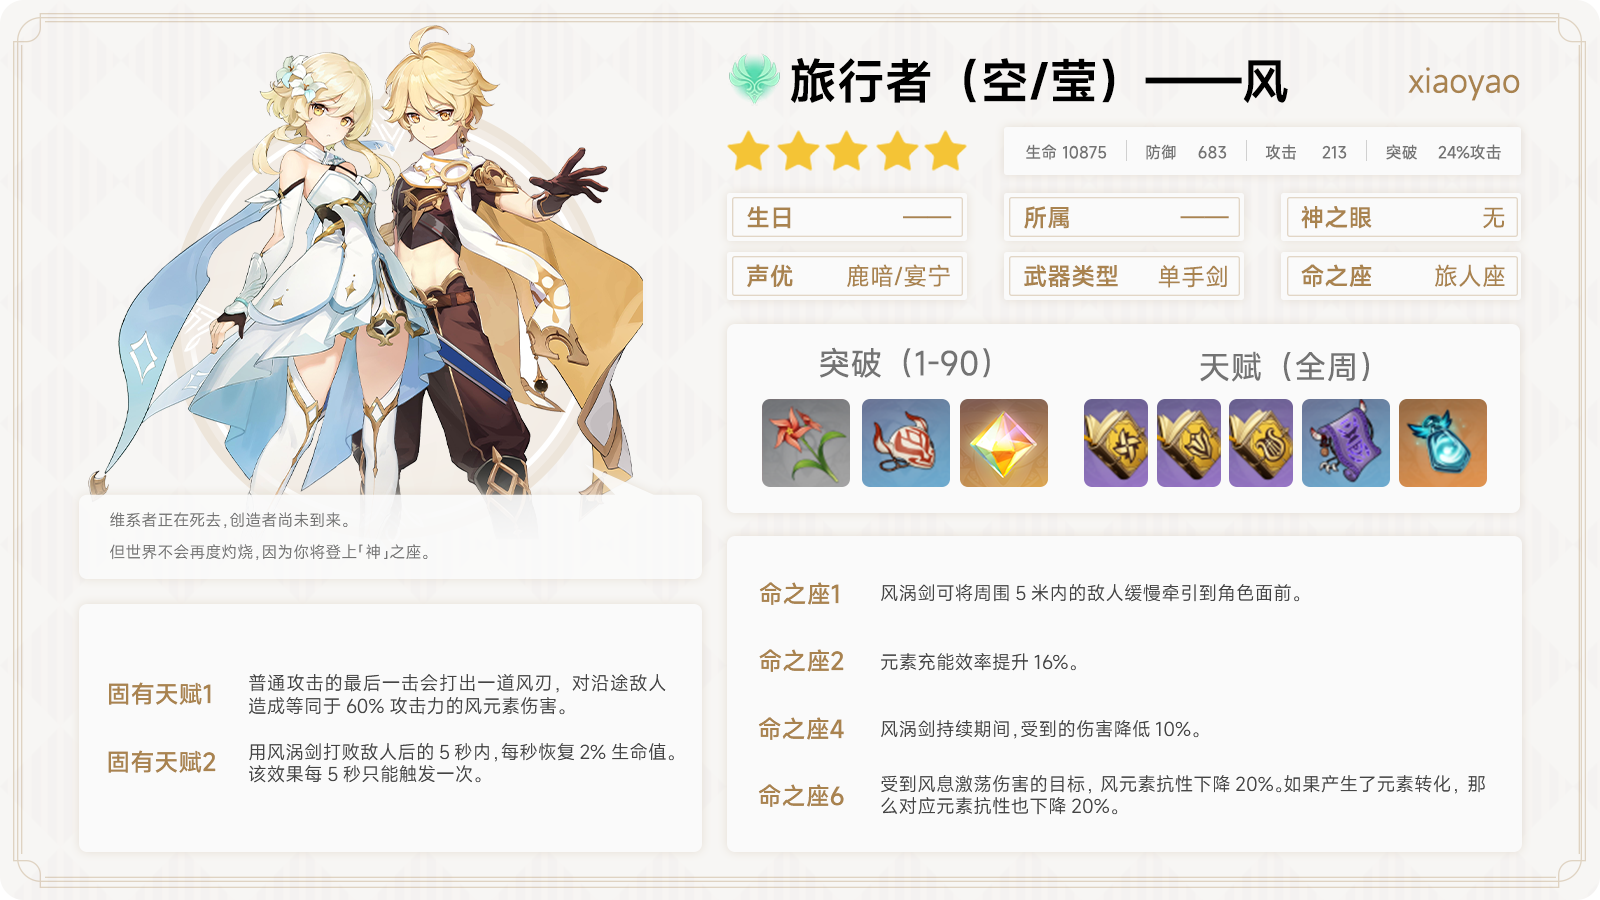 旅行者（空/莹）——风
xiaoyao
生命 10875 防御 683 攻击 213 突破 24%攻击
生日 ——
所属 ——
神之眼 无
声优 鹿喑/宴宁
武器类型 单手剑
命之座 旅人座
突破（1-90）
天赋（全周）
维系者正在死去,创造者尚未到来。
但世界不会再度灼烧,因为你将登上「神」之座。
固有天赋1
普通攻击的最后一击会打出一道风刃，对沿途敌人
造成等同于 60% 攻击力的风元素伤害。
固有天赋2
用风涡剑打败敌人后的 5 秒内,每秒恢复 2% 生命值。
该效果每 5 秒只能触发一次。
命之座1
风涡剑可将周围 5 米内的敌人缓慢牵引到角色面前。
命之座2
元素充能效率提升 16%。
命之座4
风涡剑持续期间,受到的伤害降低 10%。
命之座6
受到风息激荡伤害的目标，风元素抗性下降 20%。如果产生了元素转化，那
么对应元素抗性也下降 20%。